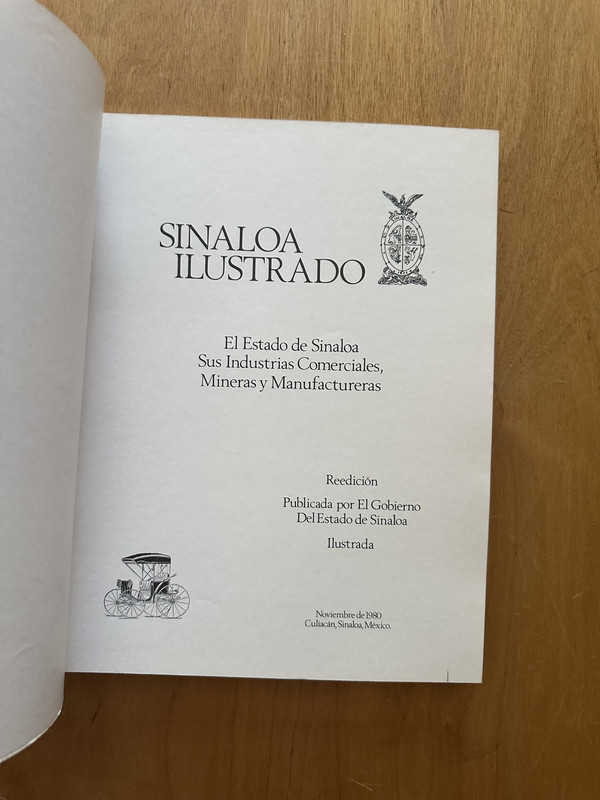 SINALOA
ILUSTRADO
El Estado de Sinaloa
Sus Industrias Comerciales,
Mineras y Manufactureras
Reedición
Publicada por El Gobierno
Del Estado de Sinaloa
Ilustrada
Noviembre de 1980
Culiacán, Sinaloa, México.